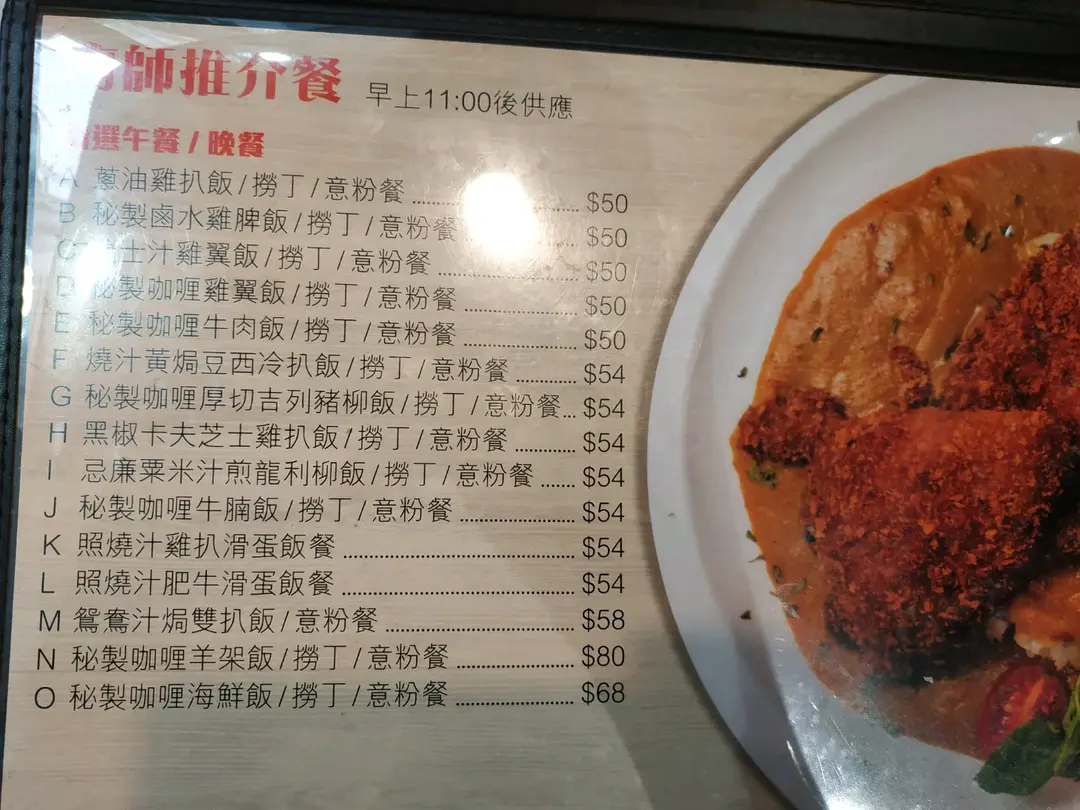 師推介餐 早上11:00後供應
選午餐/晚餐
A 蔥油雞扒飯/撈丁/意粉餐 $50
B 秘製鹵水雞脾飯/撈丁/意粉餐 $50
C 士汁雞翼飯/撈丁/意粉餐 $50
D 秘製咖喱雞翼飯/撈丁/意粉餐 $50
E 秘製咖喱牛肉飯/撈丁/意粉餐 $50
F 燒汁黃焗豆西冷扒飯/撈丁/意粉餐 $54
G 秘製咖喱厚切吉列豬柳飯/撈丁/意粉餐 $54
H 黑椒卡夫芝士雞扒飯/撈丁/意粉餐 $54
I 忌廉粟米汁煎龍利柳飯/撈丁/意粉餐 $54
J 秘製咖喱牛腩飯/撈丁/意粉餐 $54
K 照燒汁雞扒滑蛋飯餐 $54
L 照燒汁肥牛滑蛋飯餐 $54
M 鴛鴦汁焗雙扒飯/意粉餐 $58
N 秘製咖喱羊架飯/撈丁/意粉餐 $80
O 秘製咖喱海鮮飯/撈丁/意粉餐 $68